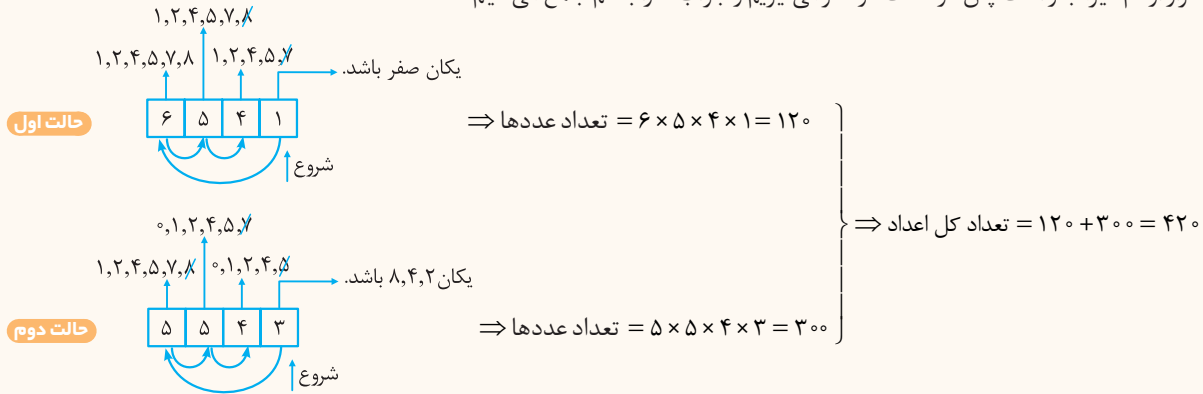 ۱,۲,۴,۵,۷,۸
۱,۲,۴,۵,۷,۸ ۱,۲,۴,۵,۷
یکان صفر باشد.
حالت اول
۶ ۵ ۴ ۱
⇒ تعداد عددها = ۶ × ۵ × ۴ × ۱ = ۱۲۰
شروع
۰,۱,۲,۴,۵,۷
۱,۲,۴,۵,۷,۸ ۰,۱,۲,۴,۵
یکان ۸,۴,۲ باشد.
حالت دوم
۵ ۵ ۴ ۳
⇒ تعداد عددها = ۵ × ۵ × ۴ × ۳ = ۳۰۰
شروع
⇒ تعداد کل اعداد = ۱۲۰ + ۳۰۰ = ۴۲۰